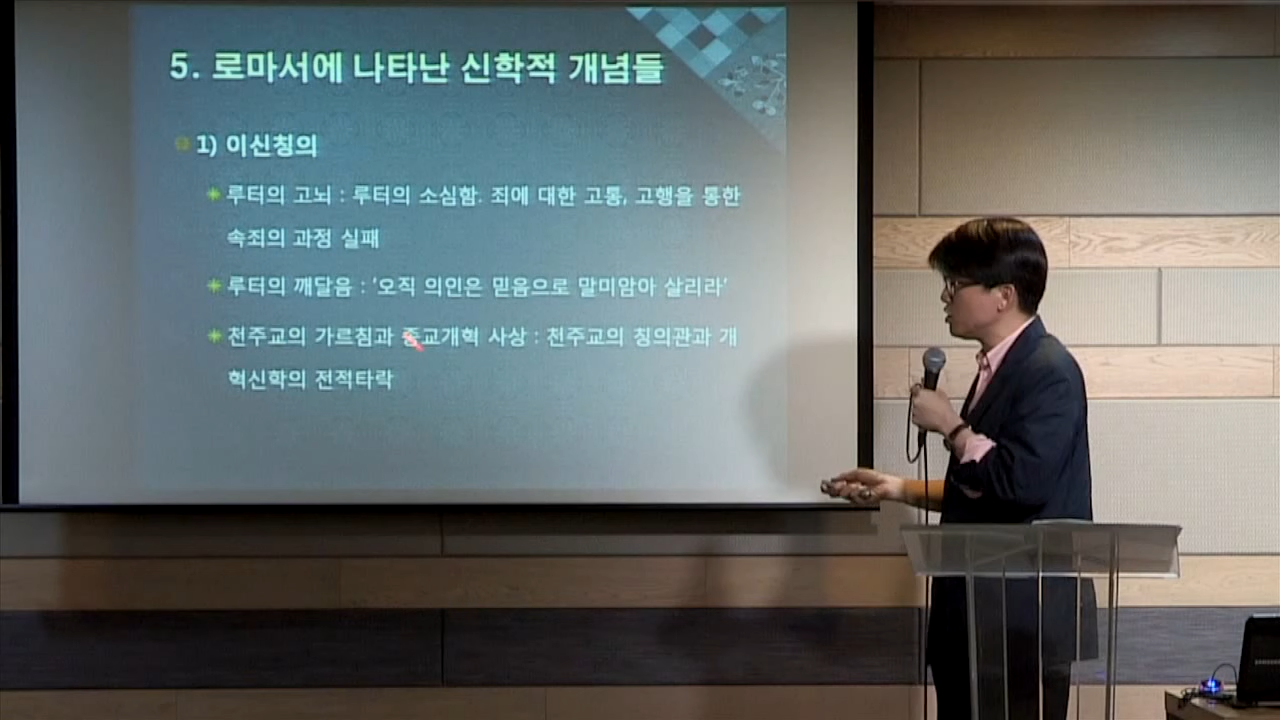 5. 로마서에 나타난 신학적 개념들
1) 이신칭의
루터의 고뇌 : 루터의 소심함. 죄에 대한 고통, 고행을 통한
속죄의 과정 실패
루터의 깨달음 : '오직 의인은 믿음으로 말미암아 살리라'
천주교의 가르침과 종교개혁 사상 : 천주교의 칭의관과 개
혁신학의 전적타락